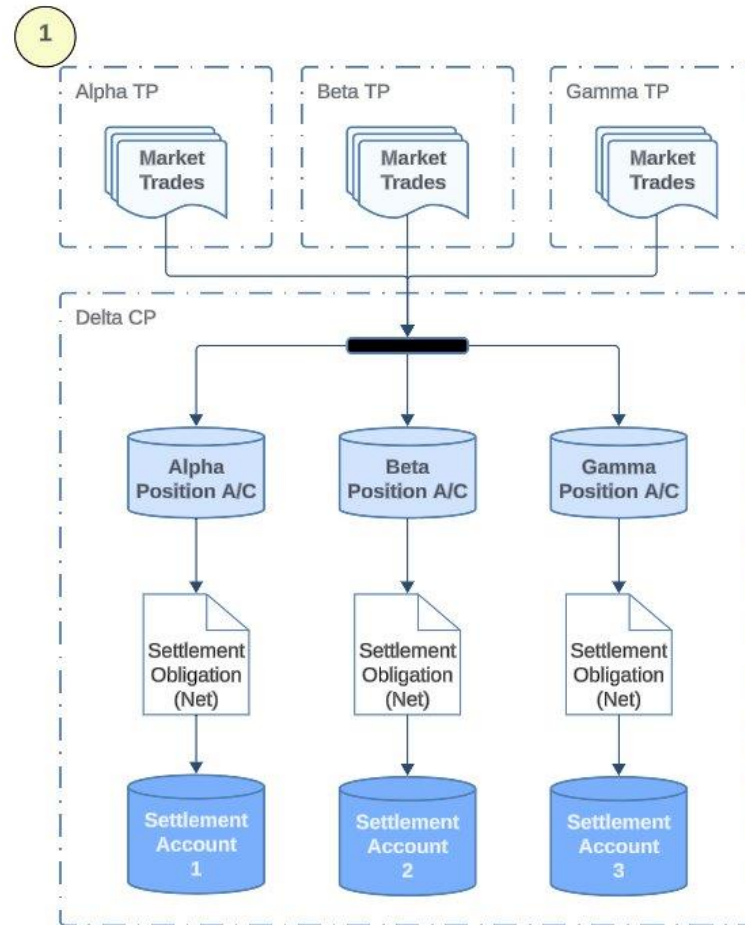 1
Alpha TP
Beta TP
Gamma TP
Market
Trades
Market
Trades
Market
Trades
Delta CP
Alpha
Position A/C
Beta
Position A/C
Gamma
Position A/C
Settlement
Obligation
(Net)
Settlement
Obligation
(Net)
Settlement
Obligation
(Net)
Settlement
Account
1
Settlement
Account
2
Settlement
Account
3